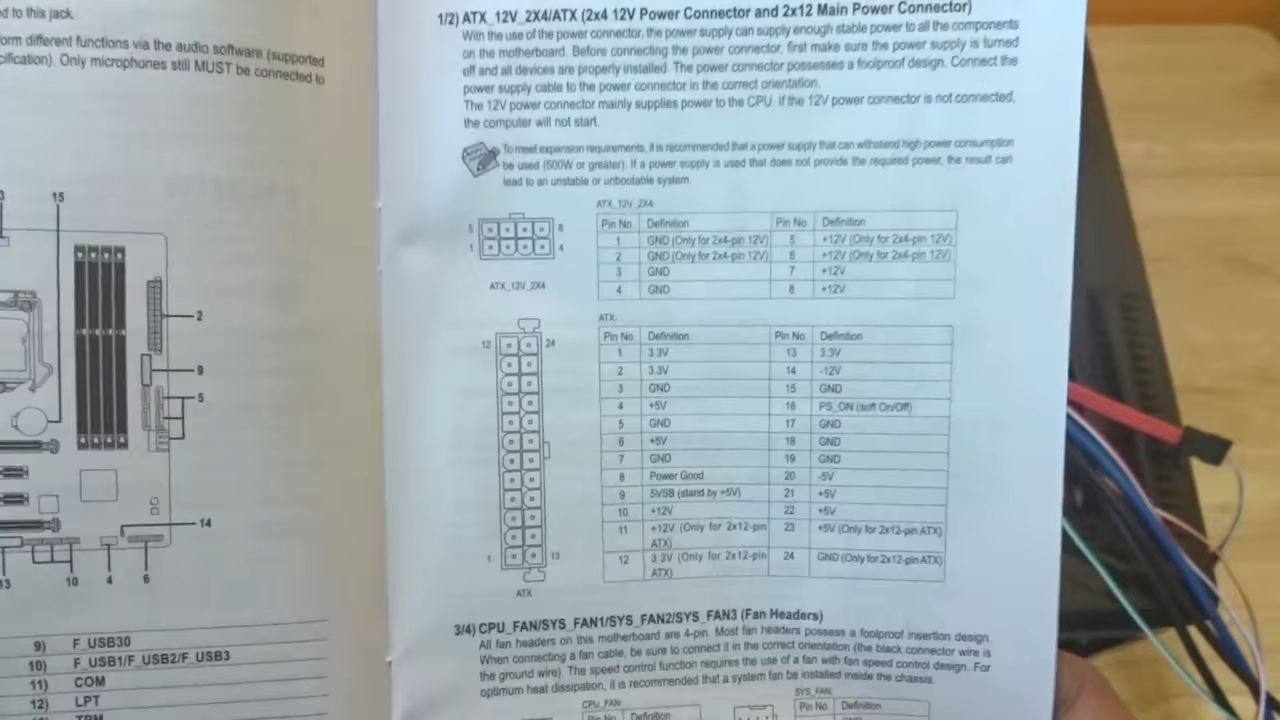 d to this jack.
orm different functions via the audio software (supported
cification). Only microphones still MUST be connected to
15
2
9
5
14
13
10
4
6
9) F_USB30
10) F_USB1/F_USB2/F_USB3
11) COM
12) LPT
TPM
1/2) ATX_12V_2X4/ATX (2x4 12V Power Connector and 2x12 Main Power Connector)
With the use of the power connector, the power supply can supply enough stable power to all the components
on the motherboard. Before connecting the power connector, first make sure the power supply is turned
off and all devices are properly installed. The power connector possesses a foolproof design. Connect the
power supply cable to the power connector in the correct orientation.
The 12V power connector mainly supplies power to the CPU. If the 12V power connector is not connected,
the computer will not start.
To meet expansion requirements, it is recommended that a power supply that can withstand high power consumption
be used (500W or greater). If a power supply is used that does not provide the required power, the result can
lead to an unstable or unbootable system.
ATX_12V_2X4:
5 8
1 4
ATX_12V_2X4
Pin No. Definition Pin No. Definition
1 GND (Only for 2x4-pin 12V) 5 +12V (Only for 2x4-pin 12V)
2 GND (Only for 2x4-pin 12V) 6 +12V (Only for 2x4-pin 12V)
3 GND 7 +12V
4 GND 8 +12V
ATX:
12 24
1 13
ATX
Pin No. Definition Pin No. Definition
1 3.3V 13 3.3V
2 3.3V 14 -12V
3 GND 15 GND
4 +5V 16 PS_ON (soft On/Off)
5 GND 17 GND
6 +5V 18 GND
7 GND 19 GND
8 Power Good 20 -5V
9 5VSB (stand by +5V) 21 +5V
10 +12V 22 +5V
11 +12V (Only for 2x12-pin 23 +5V (Only for 2x12-pin ATX)
ATX)
12 3.3V (Only for 2x12-pin 24 GND (Only for 2x12-pin ATX)
ATX)
3/4) CPU_FAN/SYS_FAN1/SYS_FAN2/SYS_FAN3 (Fan Headers)
All fan headers on this motherboard are 4-pin. Most fan headers possess a foolproof insertion design.
When connecting a fan cable, be sure to connect it in the correct orientation (the black connector wire is
the ground wire). The speed control function requires the use of a fan with fan speed control design. For
optimum heat dissipation, it is recommended that a system fan be installed inside the chassis.
CPU_FAN:
Pin No. Definition
SYS_FAN:
Pin No. Definition